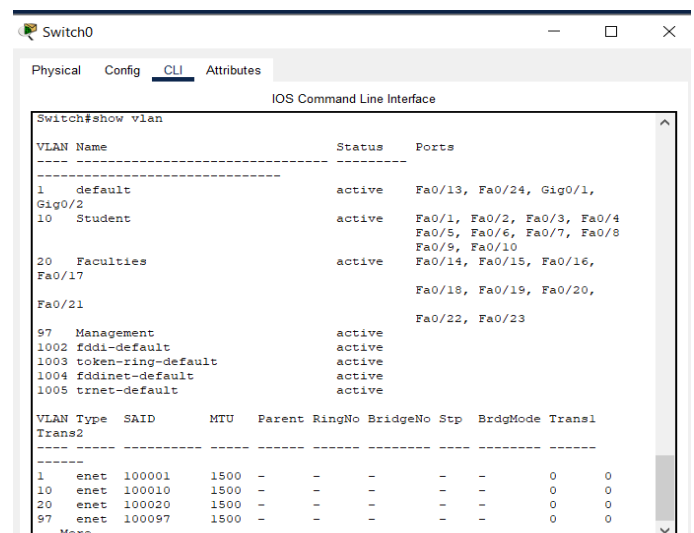 Switch0
Physical Config CLI Attributes
IOS Command Line Interface
Switch#show vlan
VLAN Name Status Ports
---- -------------------------------- ---------
-------------------------------
1 default active Fa0/13, Fa0/24, Gig0/1,
Gig0/2
10 Student active Fa0/1, Fa0/2, Fa0/3, Fa0/4
Fa0/5, Fa0/6, Fa0/7, Fa0/8
Fa0/9, Fa0/10
20 Faculties active Fa0/14, Fa0/15, Fa0/16,
Fa0/17
Fa0/18, Fa0/19, Fa0/20,
Fa0/21
Fa0/22, Fa0/23
97 Management active
1002 fddi-default active
1003 token-ring-default active
1004 fddinet-default active
1005 trnet-default active
VLAN Type SAID MTU Parent RingNo BridgeNo Stp BrdgMode Trans1
Trans2
---- ----- ---------- ----- ------ ------ -------- ---- -------- ------
------
1 enet 100001 1500 - - - - - 0 0
10 enet 100010 1500 - - - - - 0 0
20 enet 100020 1500 - - - - - 0 0
97 enet 100097 1500 - - - - - 0 0
More